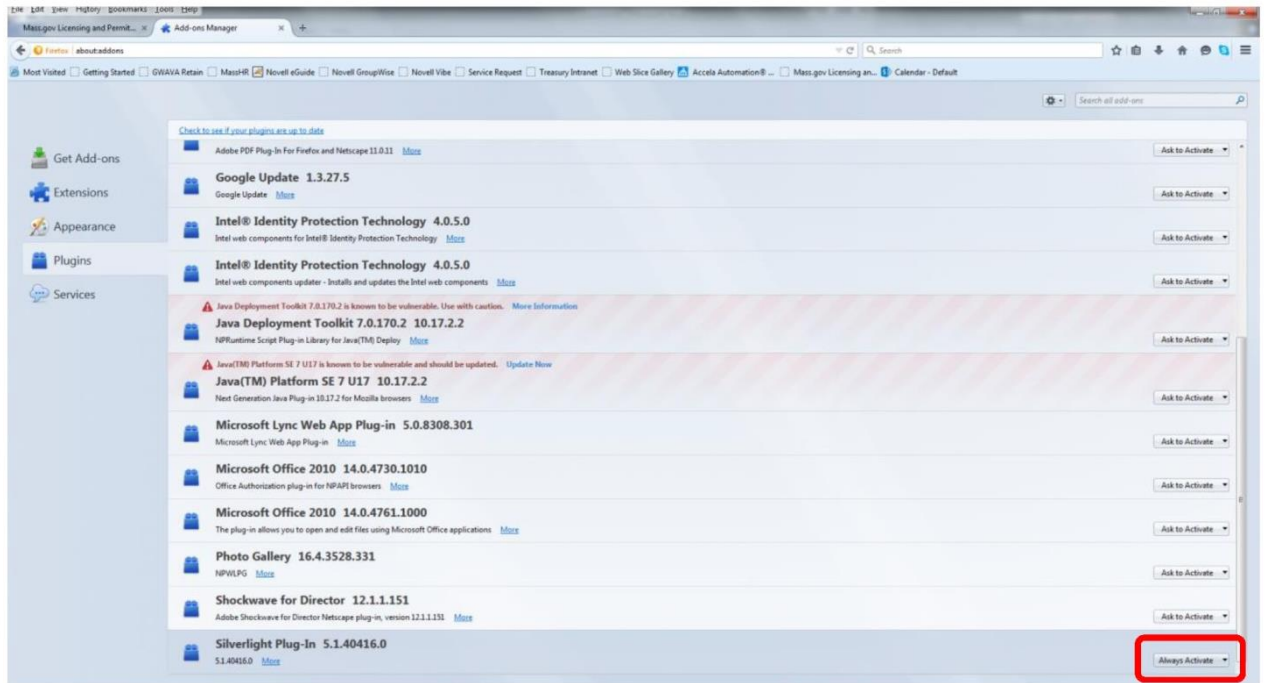 File Edit View History Bookmarks Tools Help
Mass.gov Licensing and Permit... × Add-ons Manager × +
Firefox about:addons Search
Most Visited Getting Started GWAVA Retain MassHR Novell eGuide Novell GroupWise Novell Vibe Service Request Treasury Intranet Web Slice Gallery Accela Automation® ... Mass.gov Licensing an... Calendar - Default
Search all add-ons
Check to see if your plugins are up to date
Get Add-ons
Extensions
Appearance
Plugins
Services
Adobe PDF Plug-In For Firefox and Netscape 11.0.11 More Ask to Activate
Google Update 1.3.27.5
Google Update More Ask to Activate
Intel® Identity Protection Technology 4.0.5.0
Intel web components for Intel® Identity Protection Technology More Ask to Activate
Intel® Identity Protection Technology 4.0.5.0
Intel web components updater - Installs and updates the Intel web components More Ask to Activate
Java Deployment Toolkit 7.0.170.2 is known to be vulnerable. Use with caution. More Information
Java Deployment Toolkit 7.0.170.2 10.17.2.2
NPRuntime Script Plug-in Library for Java(TM) Deploy More Ask to Activate
Java(TM) Platform SE 7 U17 is known to be vulnerable and should be updated. Update Now
Java(TM) Platform SE 7 U17 10.17.2.2
Next Generation Java Plug-in 10.17.2 for Mozilla browsers More Ask to Activate
Microsoft Lync Web App Plug-in 5.0.8308.301
Microsoft Lync Web App Plug-in More Ask to Activate
Microsoft Office 2010 14.0.4730.1010
Office Authorization plug-in for NPAPI browsers More Ask to Activate
Microsoft Office 2010 14.0.4761.1000
The plug-in allows you to open and edit files using Microsoft Office applications More Ask to Activate
Photo Gallery 16.4.3528.331
NPWLPG More Ask to Activate
Shockwave for Director 12.1.1.151
Adobe Shockwave for Director Netscape plug-in, version 12.1.1.151 More Ask to Activate
Silverlight Plug-In 5.1.40416.0
5.1.40416.0 More Always Activate